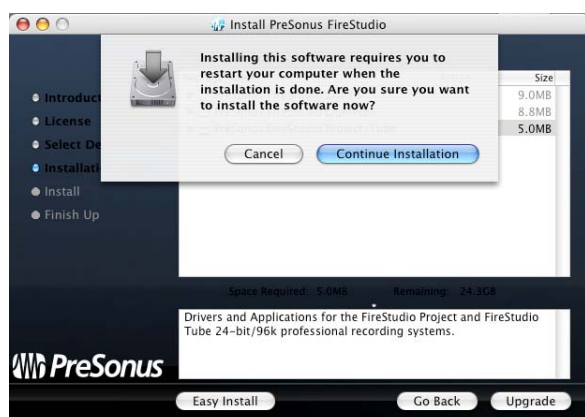 Install PreSonus FireStudio
Installing this software requires you to
restart your computer when the
installation is done. Are you sure you want
to install the software now?
Cancel
Continue Installation
Size
9.0MB
8.8MB
5.0MB
Introduct
License
Select De
Installati
Install
Finish Up
Space Required: 5.0MB Remaining: 24.3GB
Drivers and Applications for the FireStudio Project and FireStudio
Tube 24-bit/96k professional recording systems.
PreSonus
Easy Install
Go Back
Upgrade